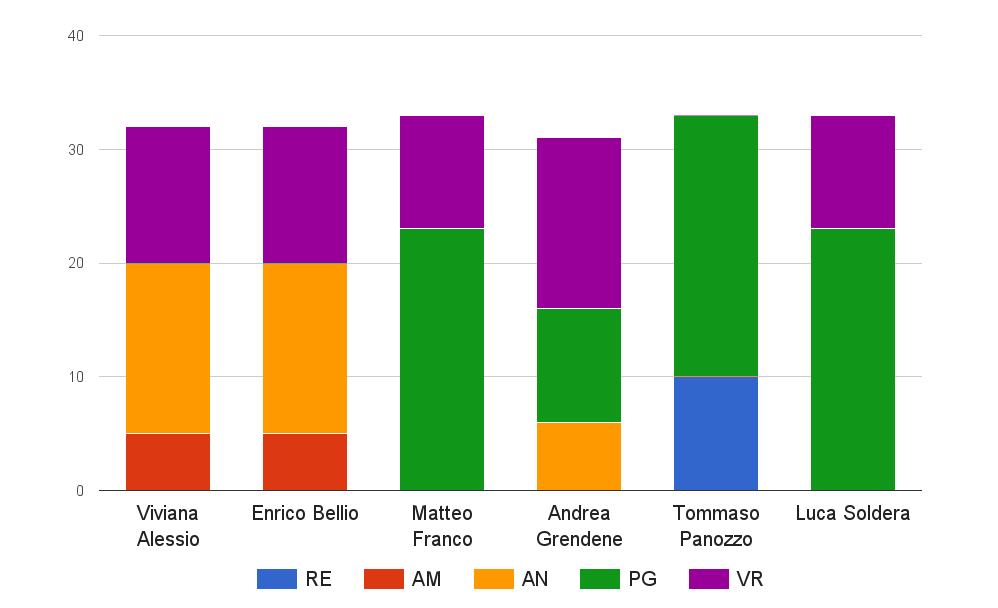 40
30
20
10
0
Viviana Alessio
Enrico Bellio
Matteo Franco
Andrea Grendene
Tommaso Panozzo
Luca Soldera
RE AM AN PG VR